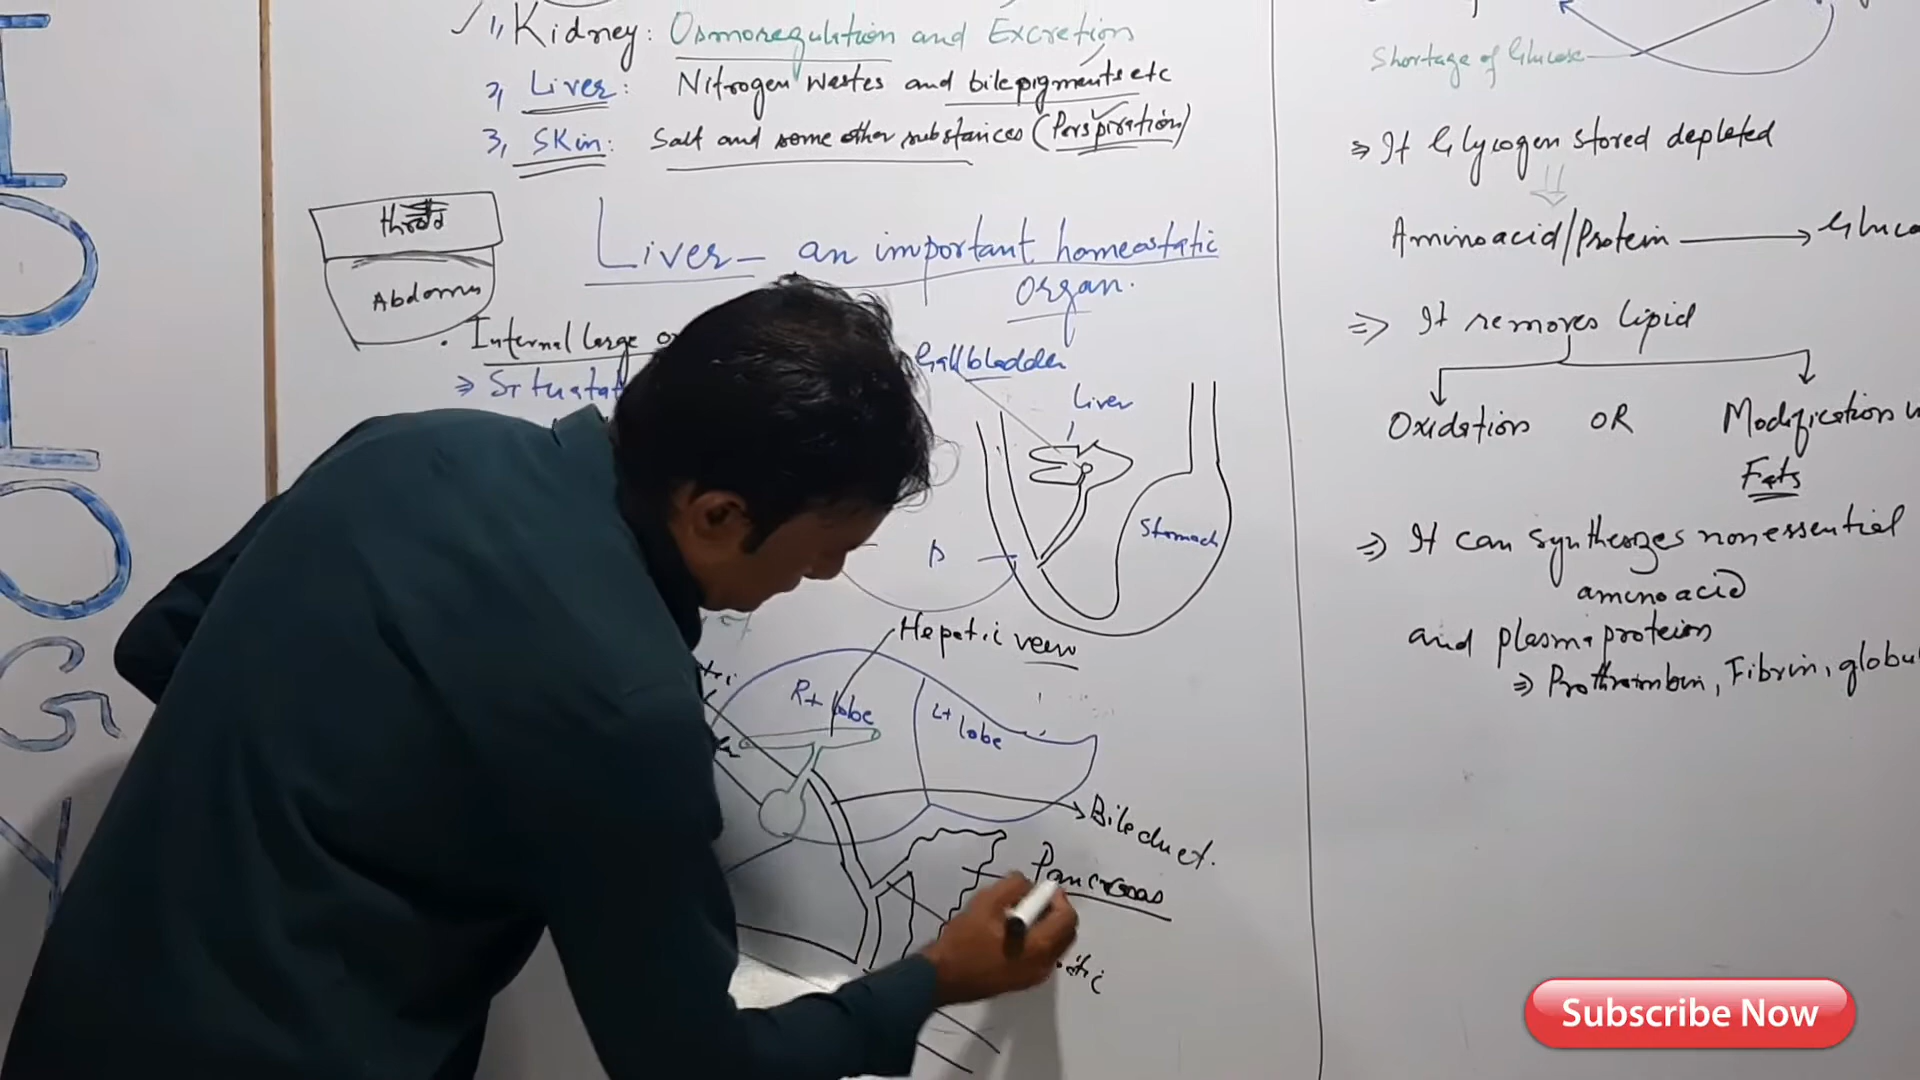 BIOLOGY
1, Kidney: Osmoregulation and Excretion
2, Liver: Nitrogen Wastes and bile pigments etc
3, Skin: Salt and some other substances (Perspiration)
Abdomen
Liver – an important homeostatic
organ.
Internal large
Gallbladder
Liver
Stomach
D
Hepatic vein
Rt lobe
Lt lobe
Bile duct.
Pancreas
Shortage of Glucose
⇒ If Glycogen stored depleted
Aminoacid/Protein
⇒ It removes lipid
Oxidation OR Modification
Fats
⇒ It can synthesizes nonessential
aminoacid
and plasma proteins
⇒ Prothrombin, Fibrin,
Subscribe Now